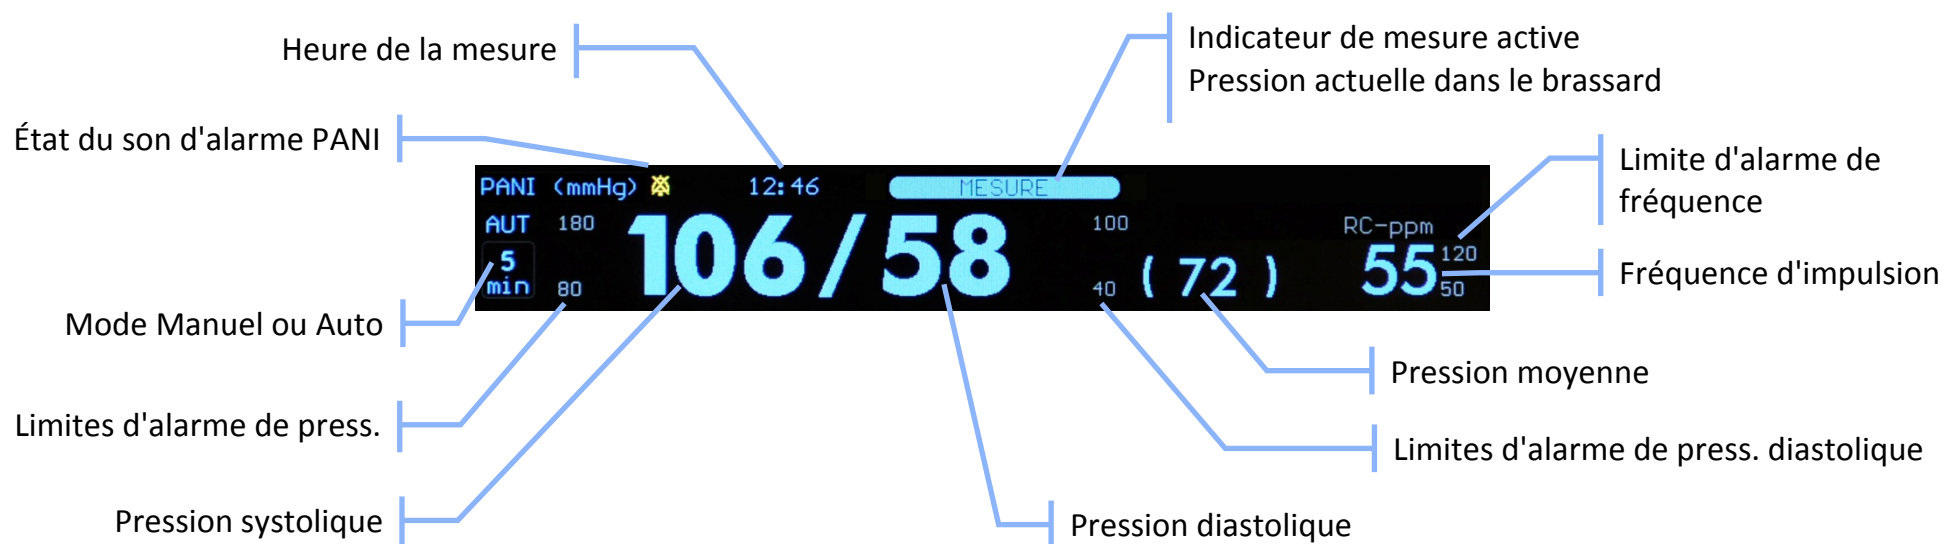 Heure de la mesure
Indicateur de mesure active
Pression actuelle dans le brassard
État du son d'alarme PANI
Limite d'alarme de
fréquence
PANI (mmHg) 12:46 MESURE
AUT 180 106/58 100 RC-ppm
5 (72) 55 120
min 80 40 50
Fréquence d'impulsion
Mode Manuel ou Auto
Pression moyenne
Limites d'alarme de press.
Limites d'alarme de press. diastolique
Pression systolique
Pression diastolique